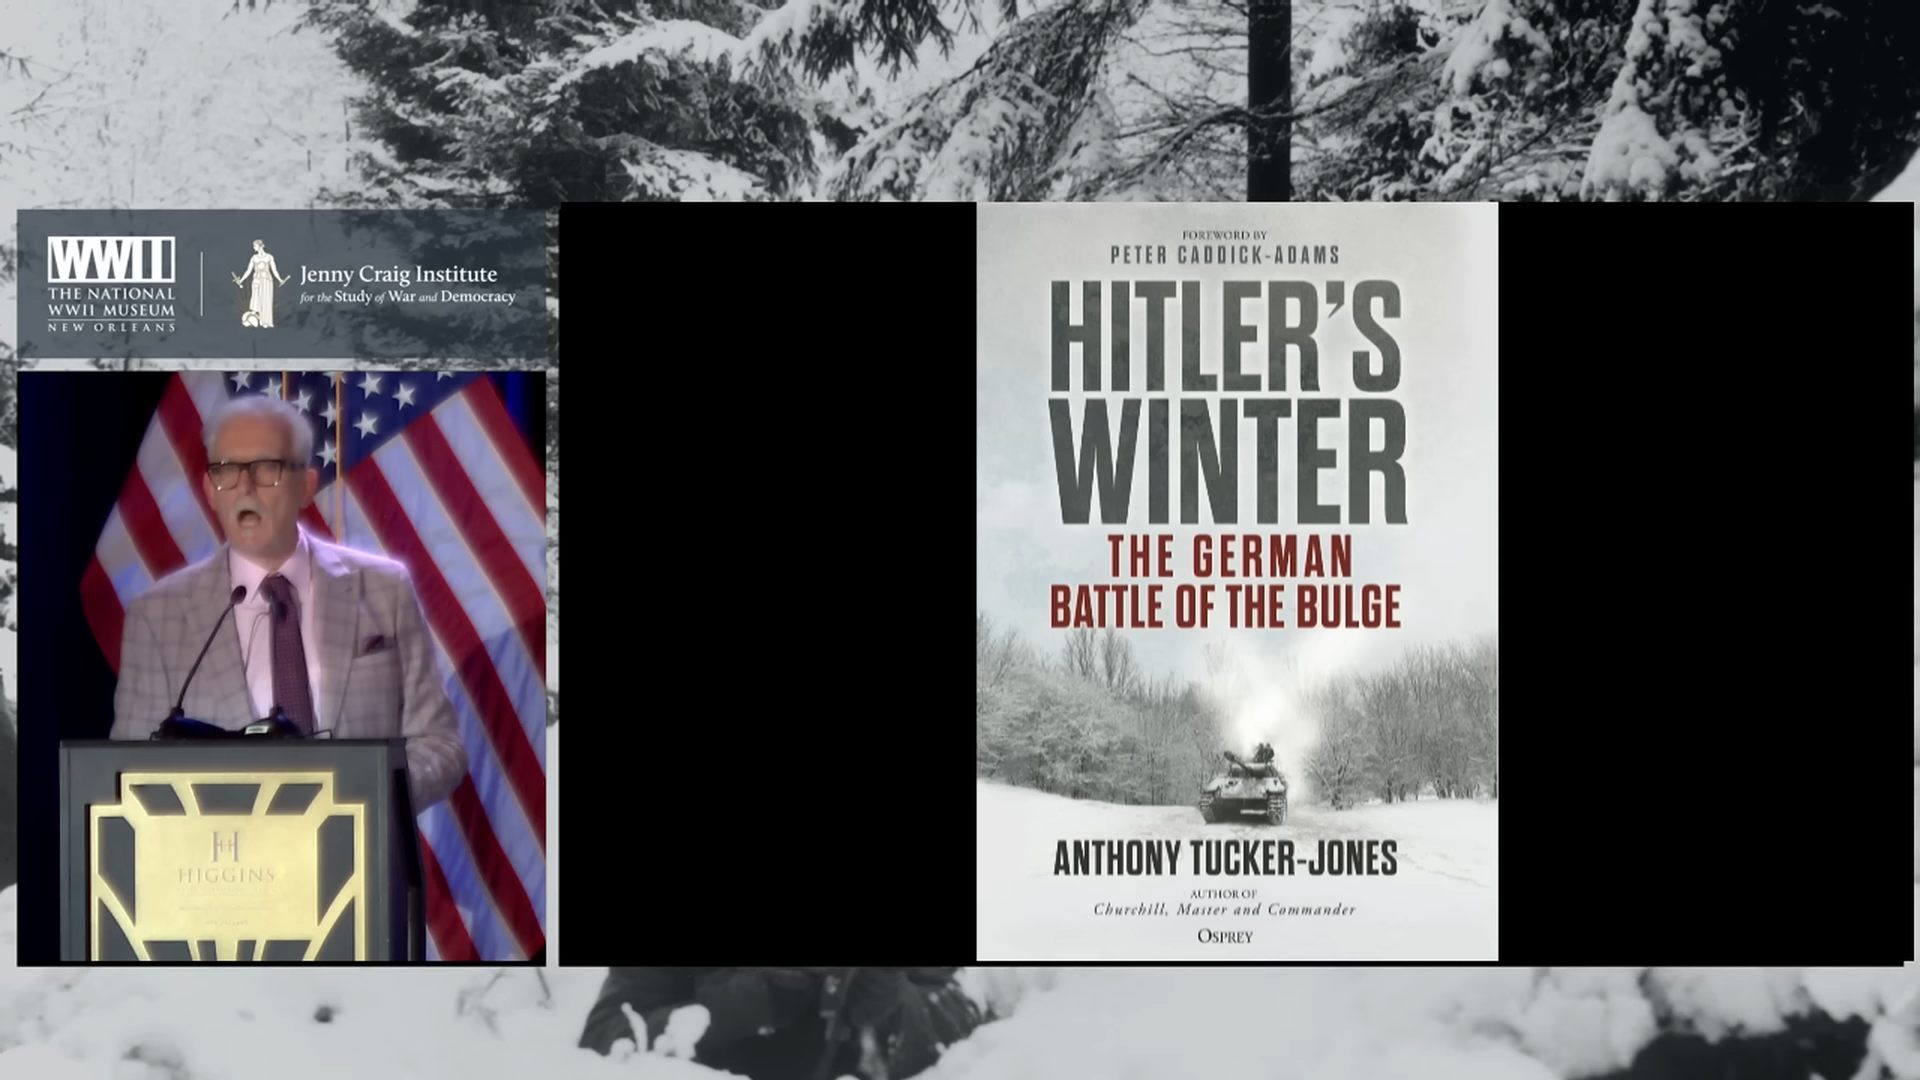 WWII
THE NATIONAL
WWII MUSEUM
NEW ORLEANS
Jenny Craig Institute
for the Study of War and Democracy
H
HIGGINS
FOREWORD BY
PETER CADDICK-ADAMS
HITLER'S
WINTER
THE GERMAN
BATTLE OF THE BULGE
ANTHONY TUCKER-JONES
AUTHOR OF
Churchill, Master and Commander
OSPREY